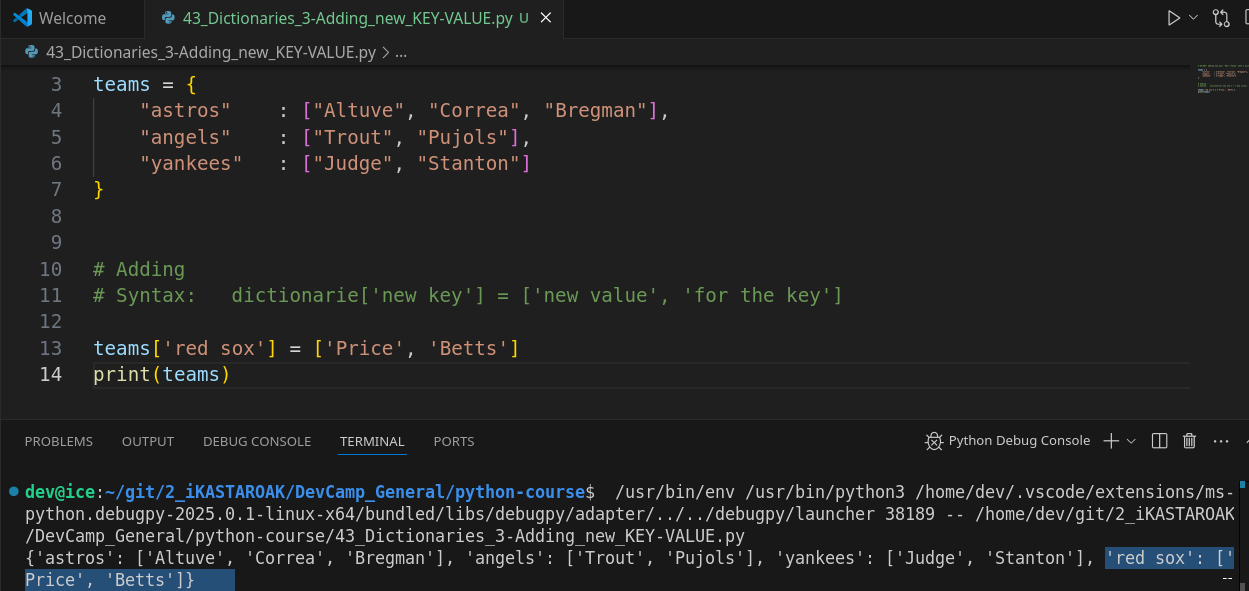 Welcome
43_Dictionaries_3-Adding_new_KEY-VALUE.py U
43_Dictionaries_3-Adding_new_KEY-VALUE.py > ...
3 teams = {
4 "astros" : ["Altuve", "Correa", "Bregman"],
5 "angels" : ["Trout", "Pujols"],
6 "yankees" : ["Judge", "Stanton"]
7 }
8
9
10 # Adding
11 # Syntax: dictionarie['new key'] = ['new value', 'for the key']
12
13 teams['red sox'] = ['Price', 'Betts']
14 print(teams)
PROBLEMS OUTPUT DEBUG CONSOLE TERMINAL PORTS Python Debug Console
dev@ice:~/git/2_iKASTAROAK/DevCamp_General/python-course$ /usr/bin/env /usr/bin/python3 /home/dev/.vscode/extensions/ms-
python.debugpy-2025.0.1-linux-x64/bundled/libs/debugpy/adapter/../../debugpy/launcher 38189 -- /home/dev/git/2_iKASTAROAK
/DevCamp_General/python-course/43_Dictionaries_3-Adding_new_KEY-VALUE.py
{'astros': ['Altuve', 'Correa', 'Bregman'], 'angels': ['Trout', 'Pujols'], 'yankees': ['Judge', 'Stanton'], 'red sox': ['
Price', 'Betts']}